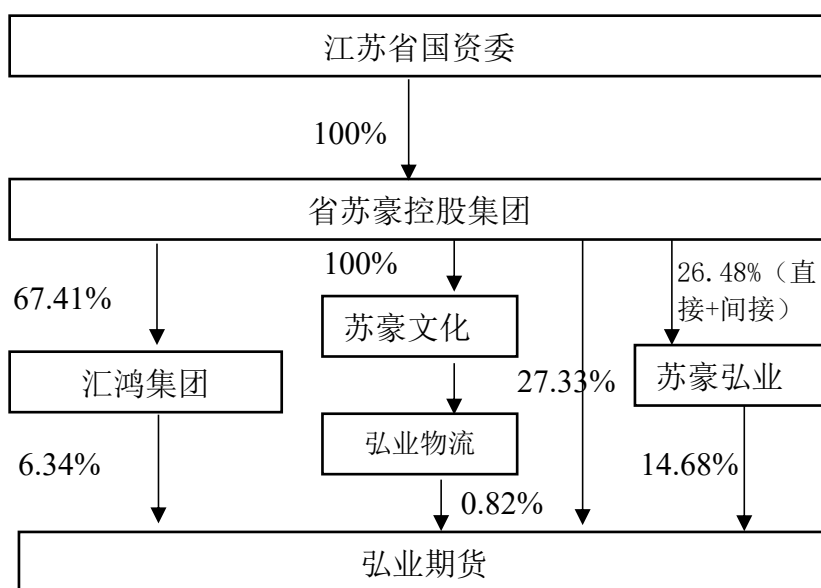 江苏省国资委
100%
省苏豪控股集团
67.41%
100%
26.48%（直
接+间接）
苏豪文化
汇鸿集团
27.33%
苏豪弘业
弘业物流
6.34%
14.68%
0.82%
弘业期货